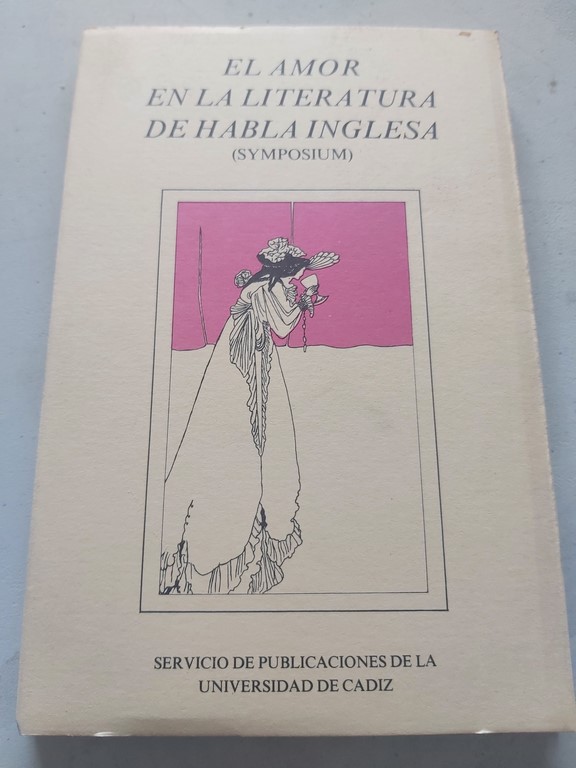 EL AMOR
EN LA LITERATURA
DE HABLA INGLESA
(SYMPOSIUM)
SERVICIO DE PUBLICACIONES DE LA
UNIVERSIDAD DE CADIZ